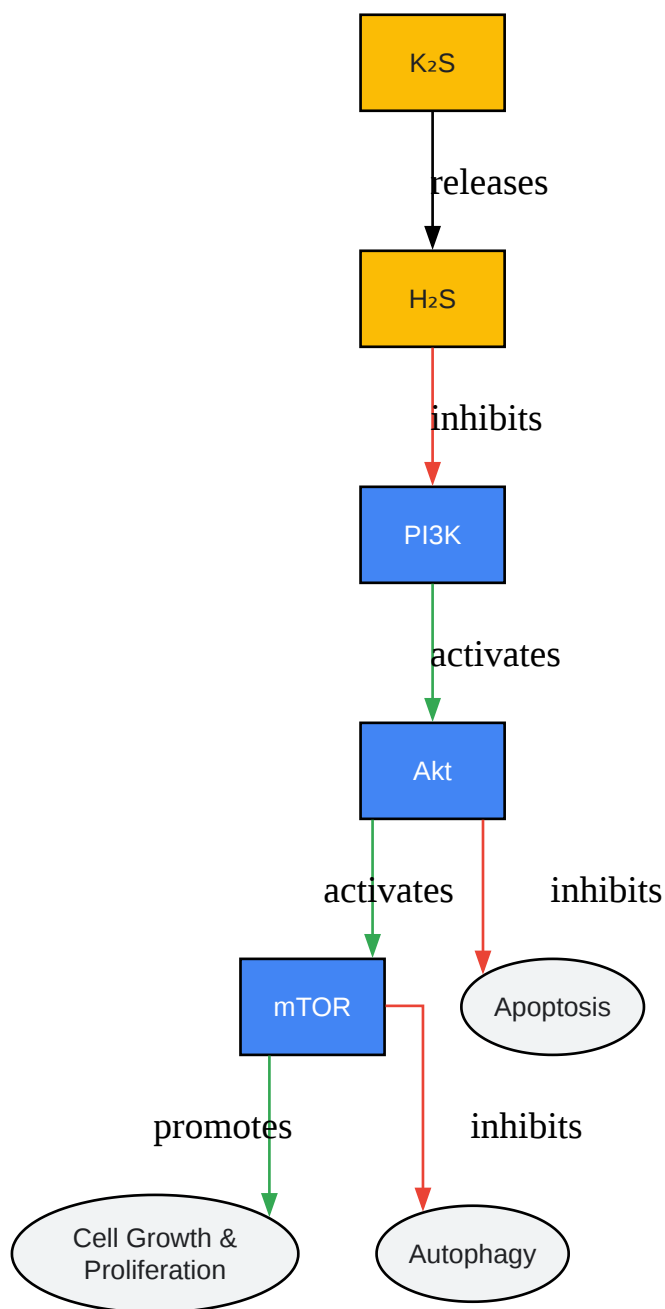 K₂S
releases
H₂S
inhibits
PI3K
activates
Akt
activates
inhibits
mTOR
Apoptosis
promotes
inhibits
Cell Growth &
Proliferation
Autophagy